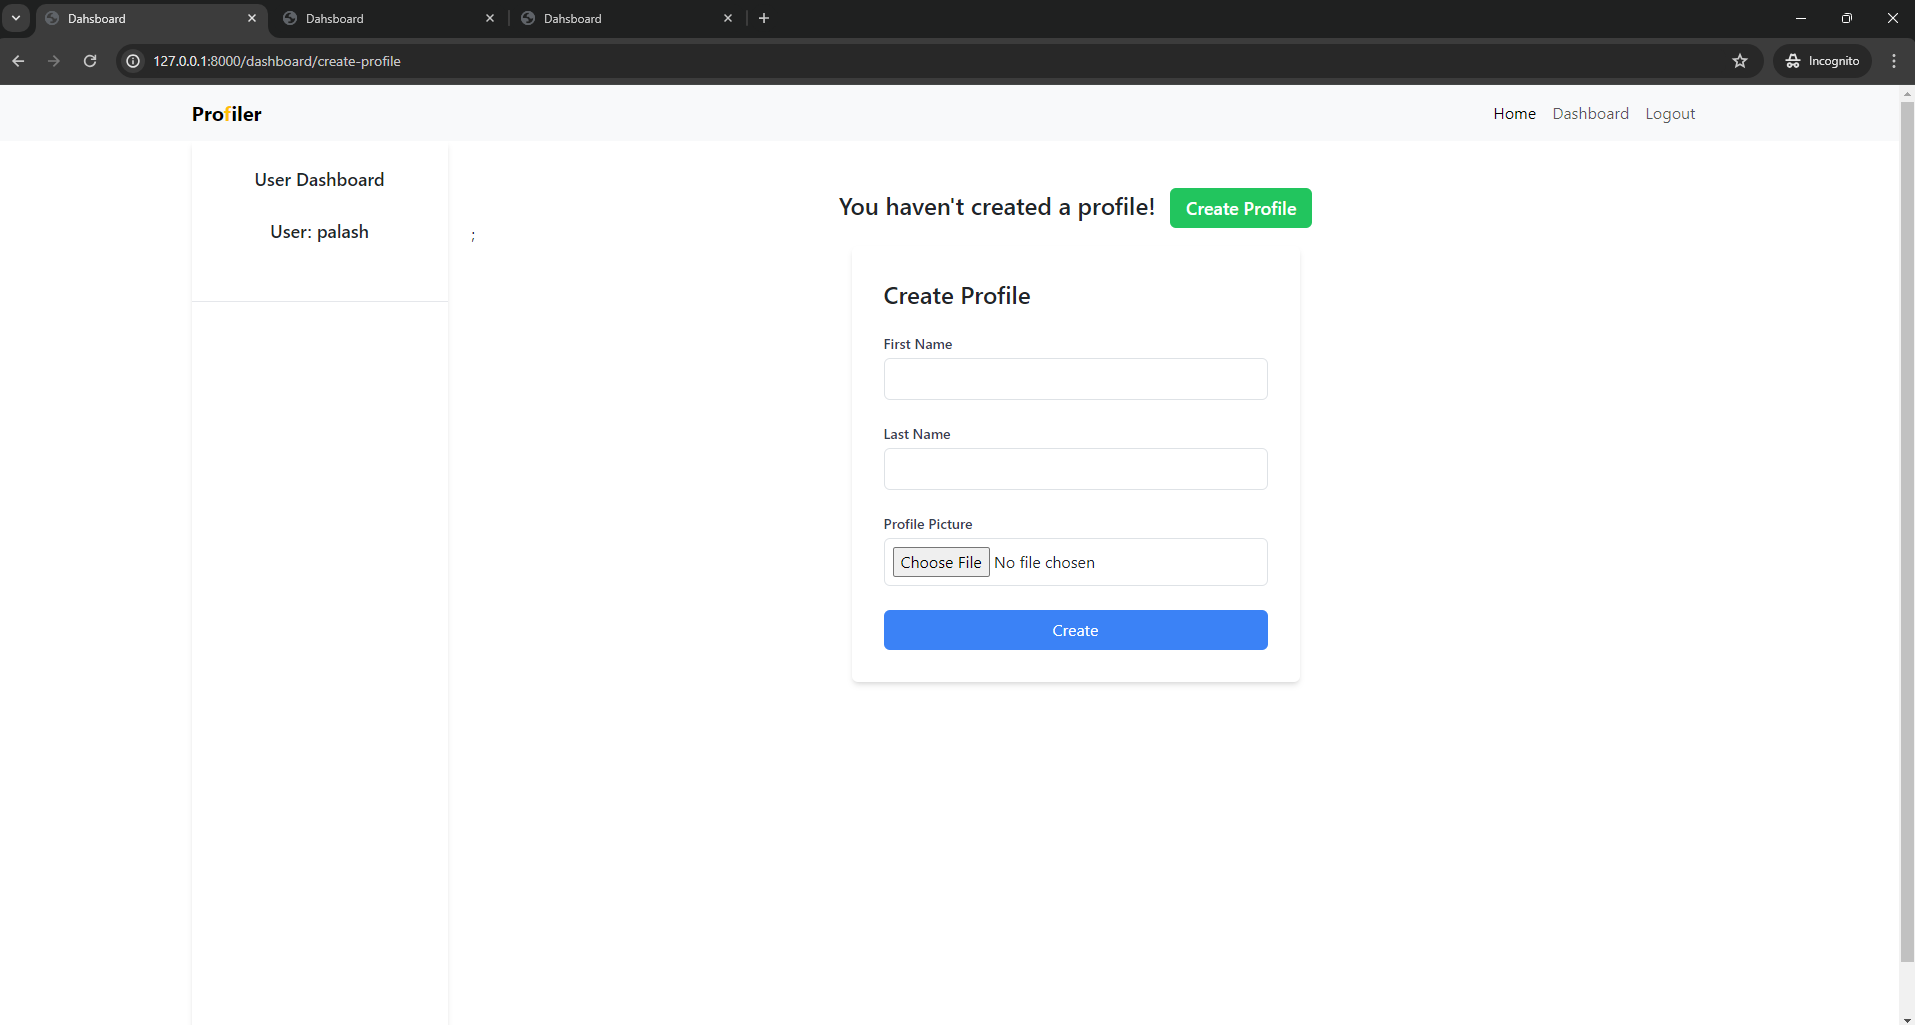 Dahsboard
Dahsboard
Dahsboard
127.0.0.1:8000/dashboard/create-profile
Incognito
Profiler
Home Dashboard Logout
User Dashboard
User: palash
You haven't created a profile! Create Profile
;
Create Profile
First Name
Last Name
Profile Picture
Choose File No file chosen
Create